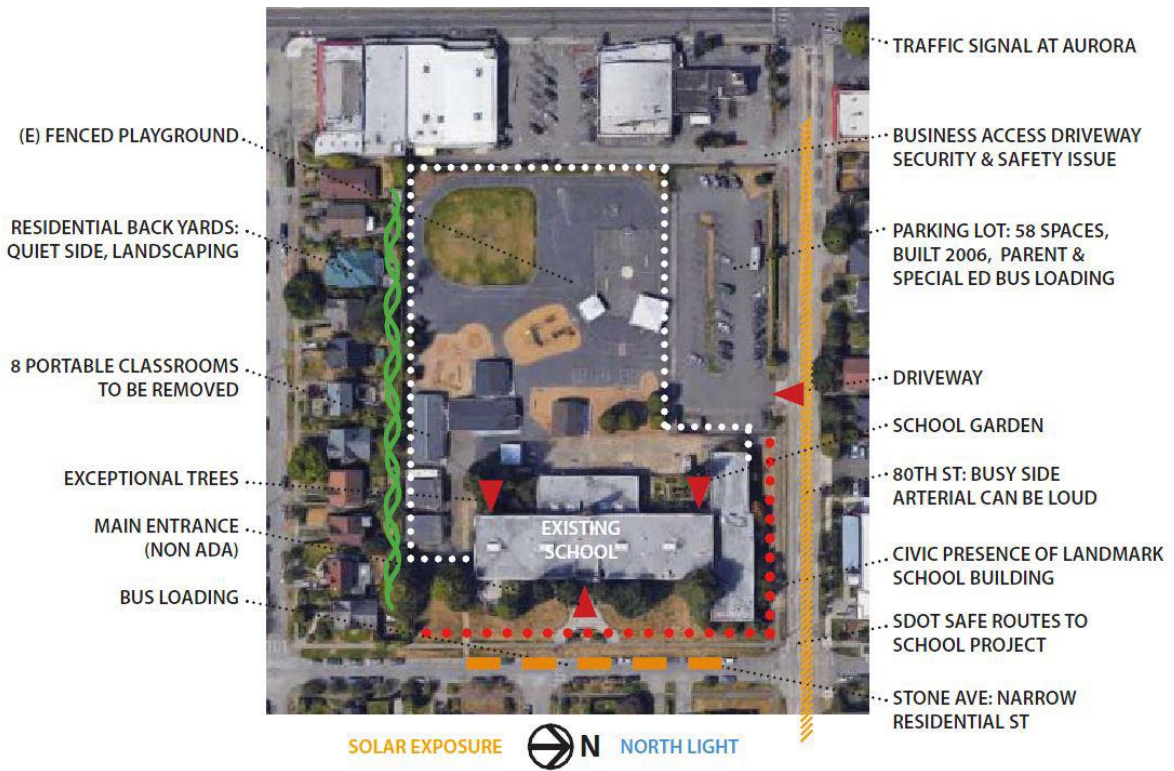 TRAFFIC SIGNAL AT AURORA
(E) FENCED PLAYGROUND
BUSINESS ACCESS DRIVEWAY
SECURITY & SAFETY ISSUE
RESIDENTIAL BACK YARDS:
QUIET SIDE, LANDSCAPING
PARKING LOT: 58 SPACES,
BUILT 2006, PARENT &
SPECIAL ED BUS LOADING
8 PORTABLE CLASSROOMS
TO BE REMOVED
DRIVEWAY
SCHOOL GARDEN
EXCEPTIONAL TREES
80TH ST: BUSY SIDE
ARTERIAL CAN BE LOUD
MAIN ENTRANCE
(NON ADA)
EXISTING
SCHOOL
CIVIC PRESENCE OF LANDMARK
SCHOOL BUILDING
BUS LOADING
SDOT SAFE ROUTES TO
SCHOOL PROJECT
STONE AVE: NARROW
RESIDENTIAL ST
SOLAR EXPOSURE
N
NORTH LIGHT